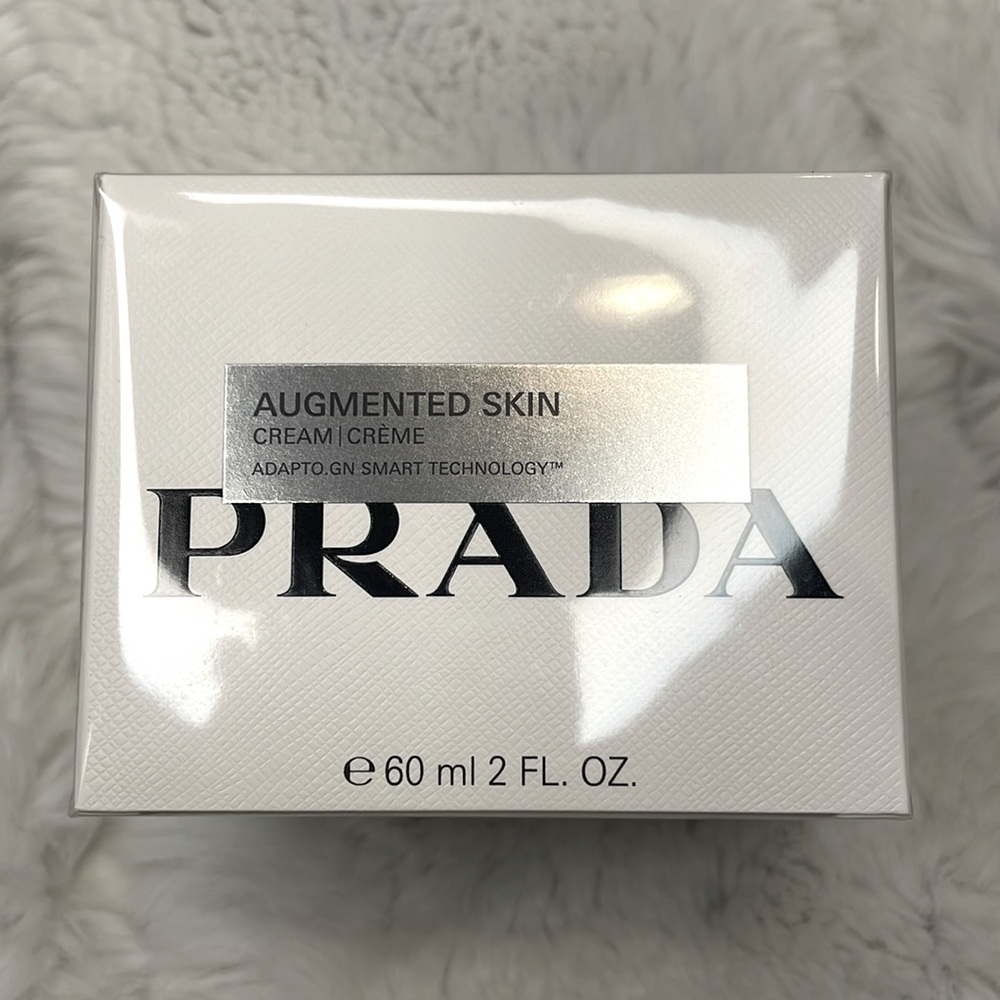 AUGMENTED SKIN
CREAM | CRÈME
ADAPTO.GN SMART TECHNOLOGY™
PRADA
℮ 60 ml 2 FL. OZ.